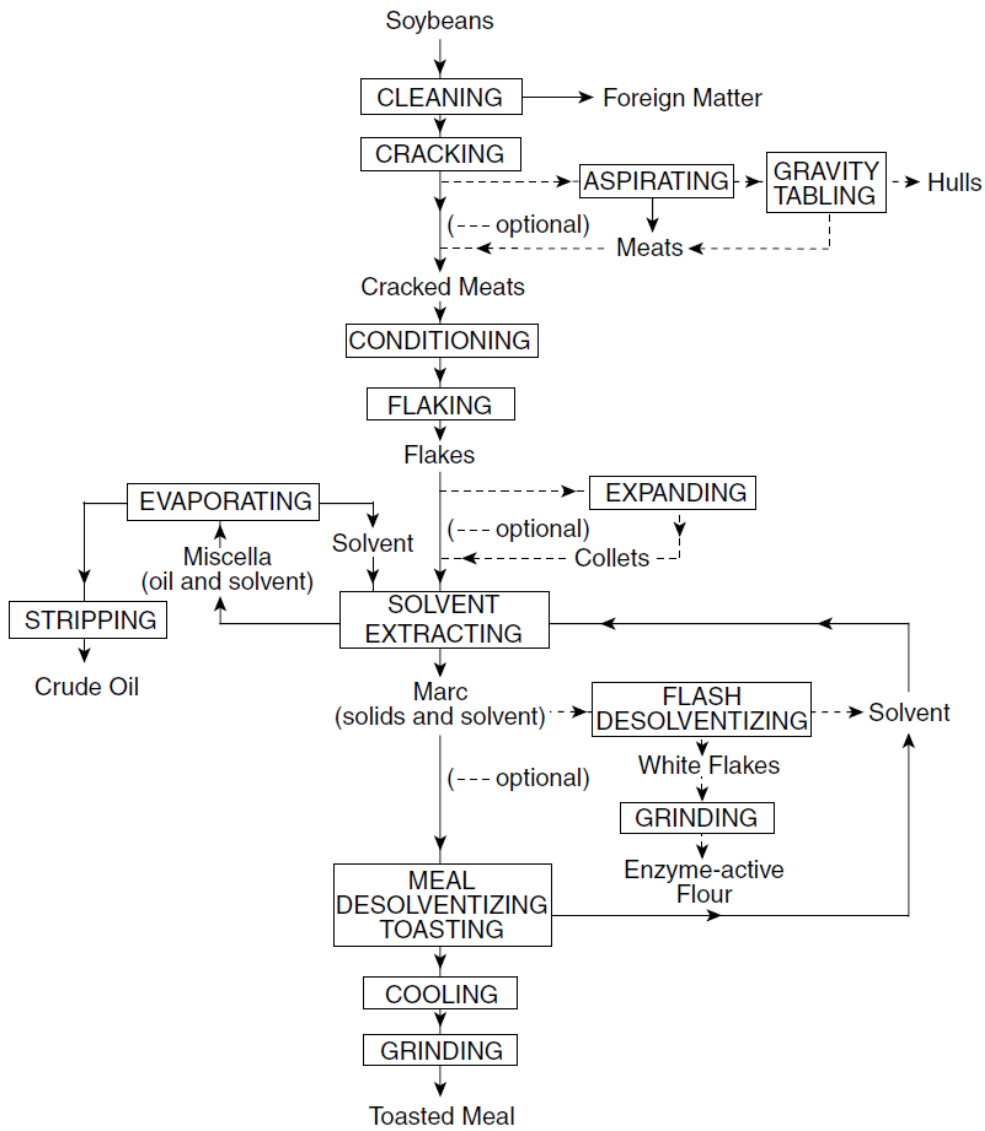 Soybeans
CLEANING
Foreign Matter
CRACKING
ASPIRATING
GRAVITY
TABLING
Hulls
(--- optional)
Meats
Cracked Meats
CONDITIONING
FLAKING
Flakes
EVAPORATING
EXPANDING
(--- optional)
Solvent
Collets
Miscella
(oil and solvent)
STRIPPING
SOLVENT
EXTRACTING
Crude Oil
Marc
(solids and solvent)
FLASH
DESOLVENTIZING
Solvent
White Flakes
(--- optional)
GRINDING
Enzyme-active
Flour
MEAL
DESOLVENTIZING
TOASTING
COOLING
GRINDING
Toasted Meal